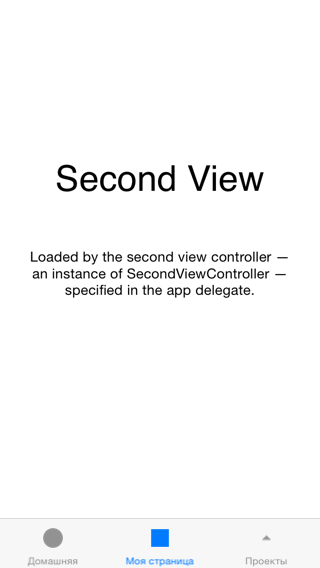 Second View
Loaded by the second view controller —
an instance of SecondViewController —
specified in the app delegate.
Домашняя
Моя страница
Проекты